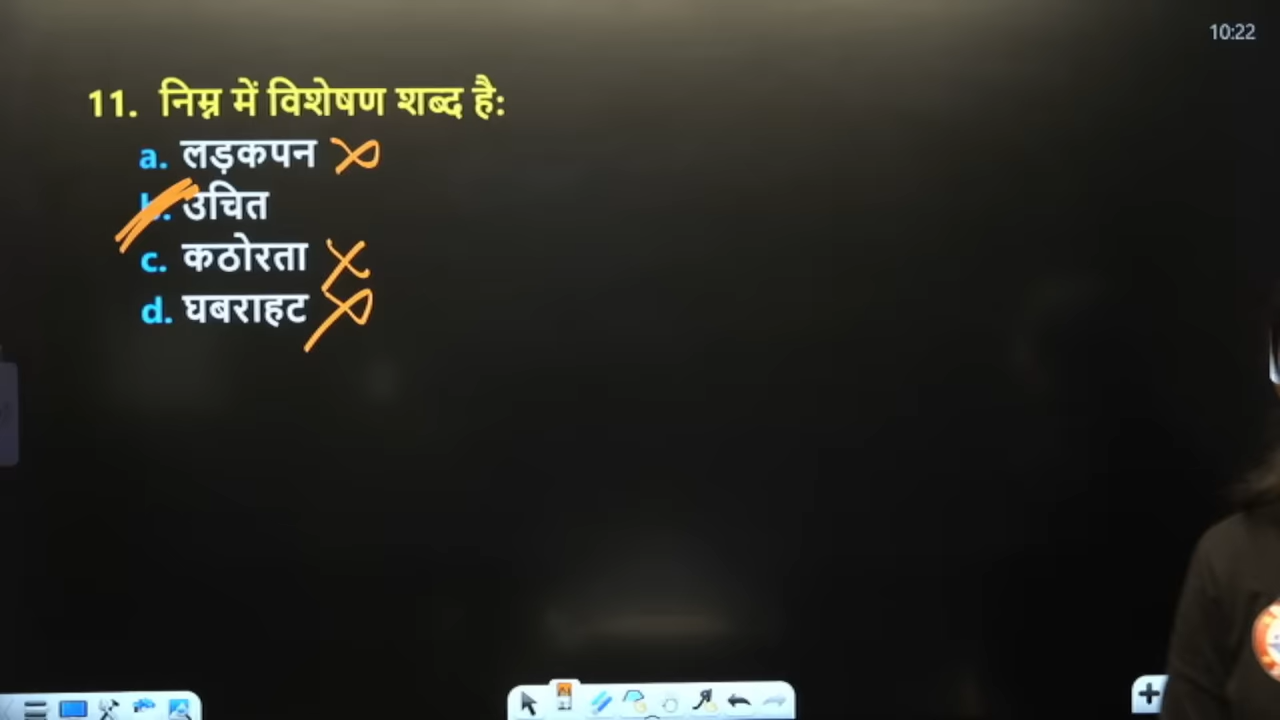 10:22
11. निम्न में विशेषण शब्द है:
a. लड़कपन
b. उचित
c. कठोरता
d. घबराहट